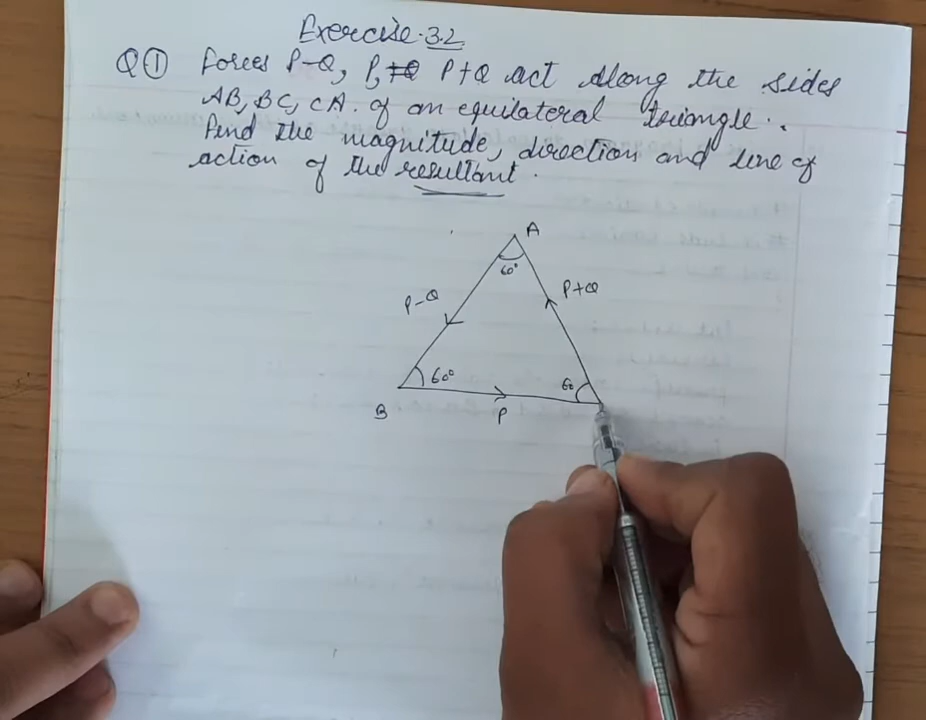 Exercise.3.2
Q① Forces P-Q, P, P+Q act along the sides
AB, BC, CA. of an equilateral triangle.
Find the magnitude, direction and line of
action of the resultant.
A
60°
P-Q
P+Q
60°
60
B
P